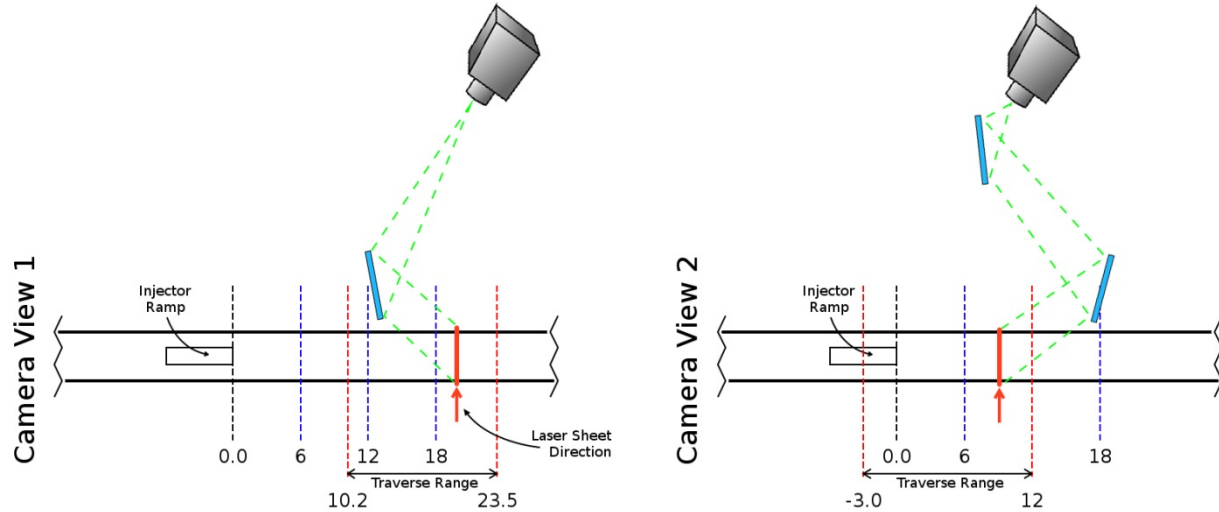 Camera View 1
Injector
Ramp
Laser Sheet
Direction
0.0
6
12
18
Traverse Range
10.2
23.5
Camera View 2
Injector
Ramp
0.0
6
18
Traverse Range
-3.0
12